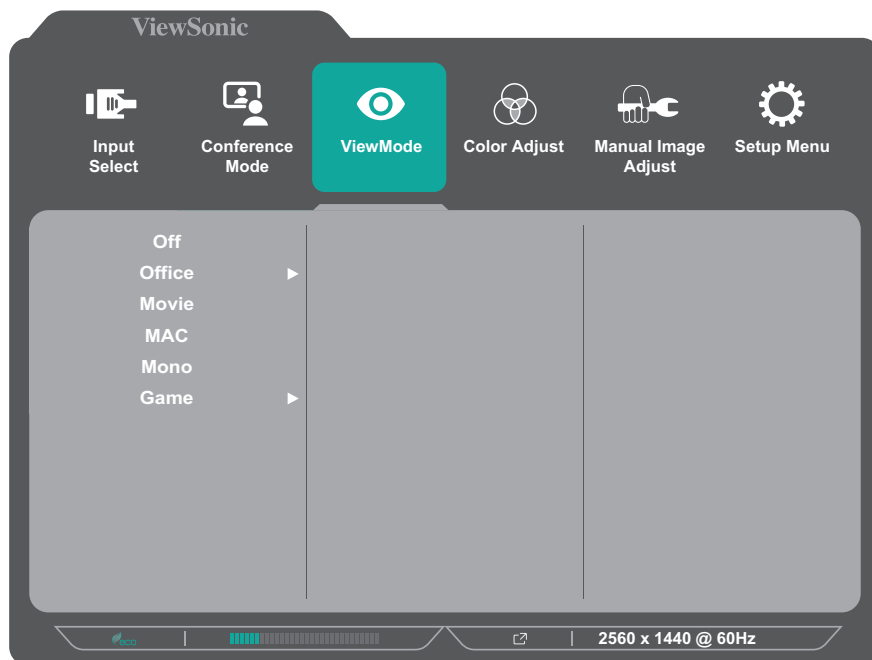 ViewSonic
Input
Select
Conference
Mode
ViewMode
Color Adjust
Manual Image
Adjust
Setup Menu
Off
Office
Movie
MAC
Mono
Game
eco
2560 x 1440 @ 60Hz